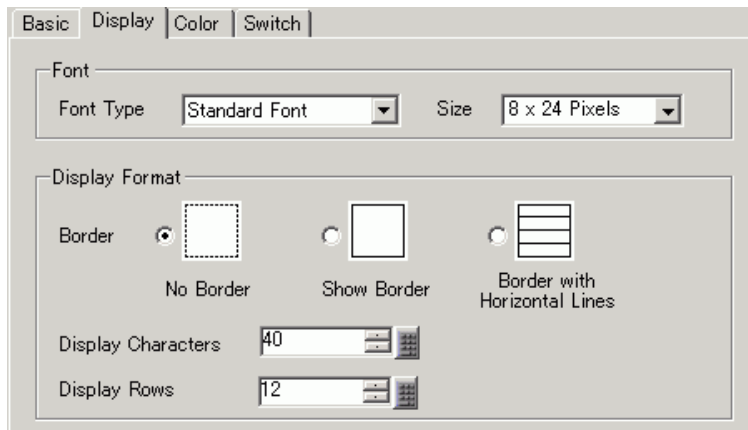 Basic Display Color Switch
Font
Font Type Standard Font Size 8 x 24 Pixels
Display Format
Border
No Border Show Border Border with
Horizontal Lines
Display Characters 40
Display Rows 12